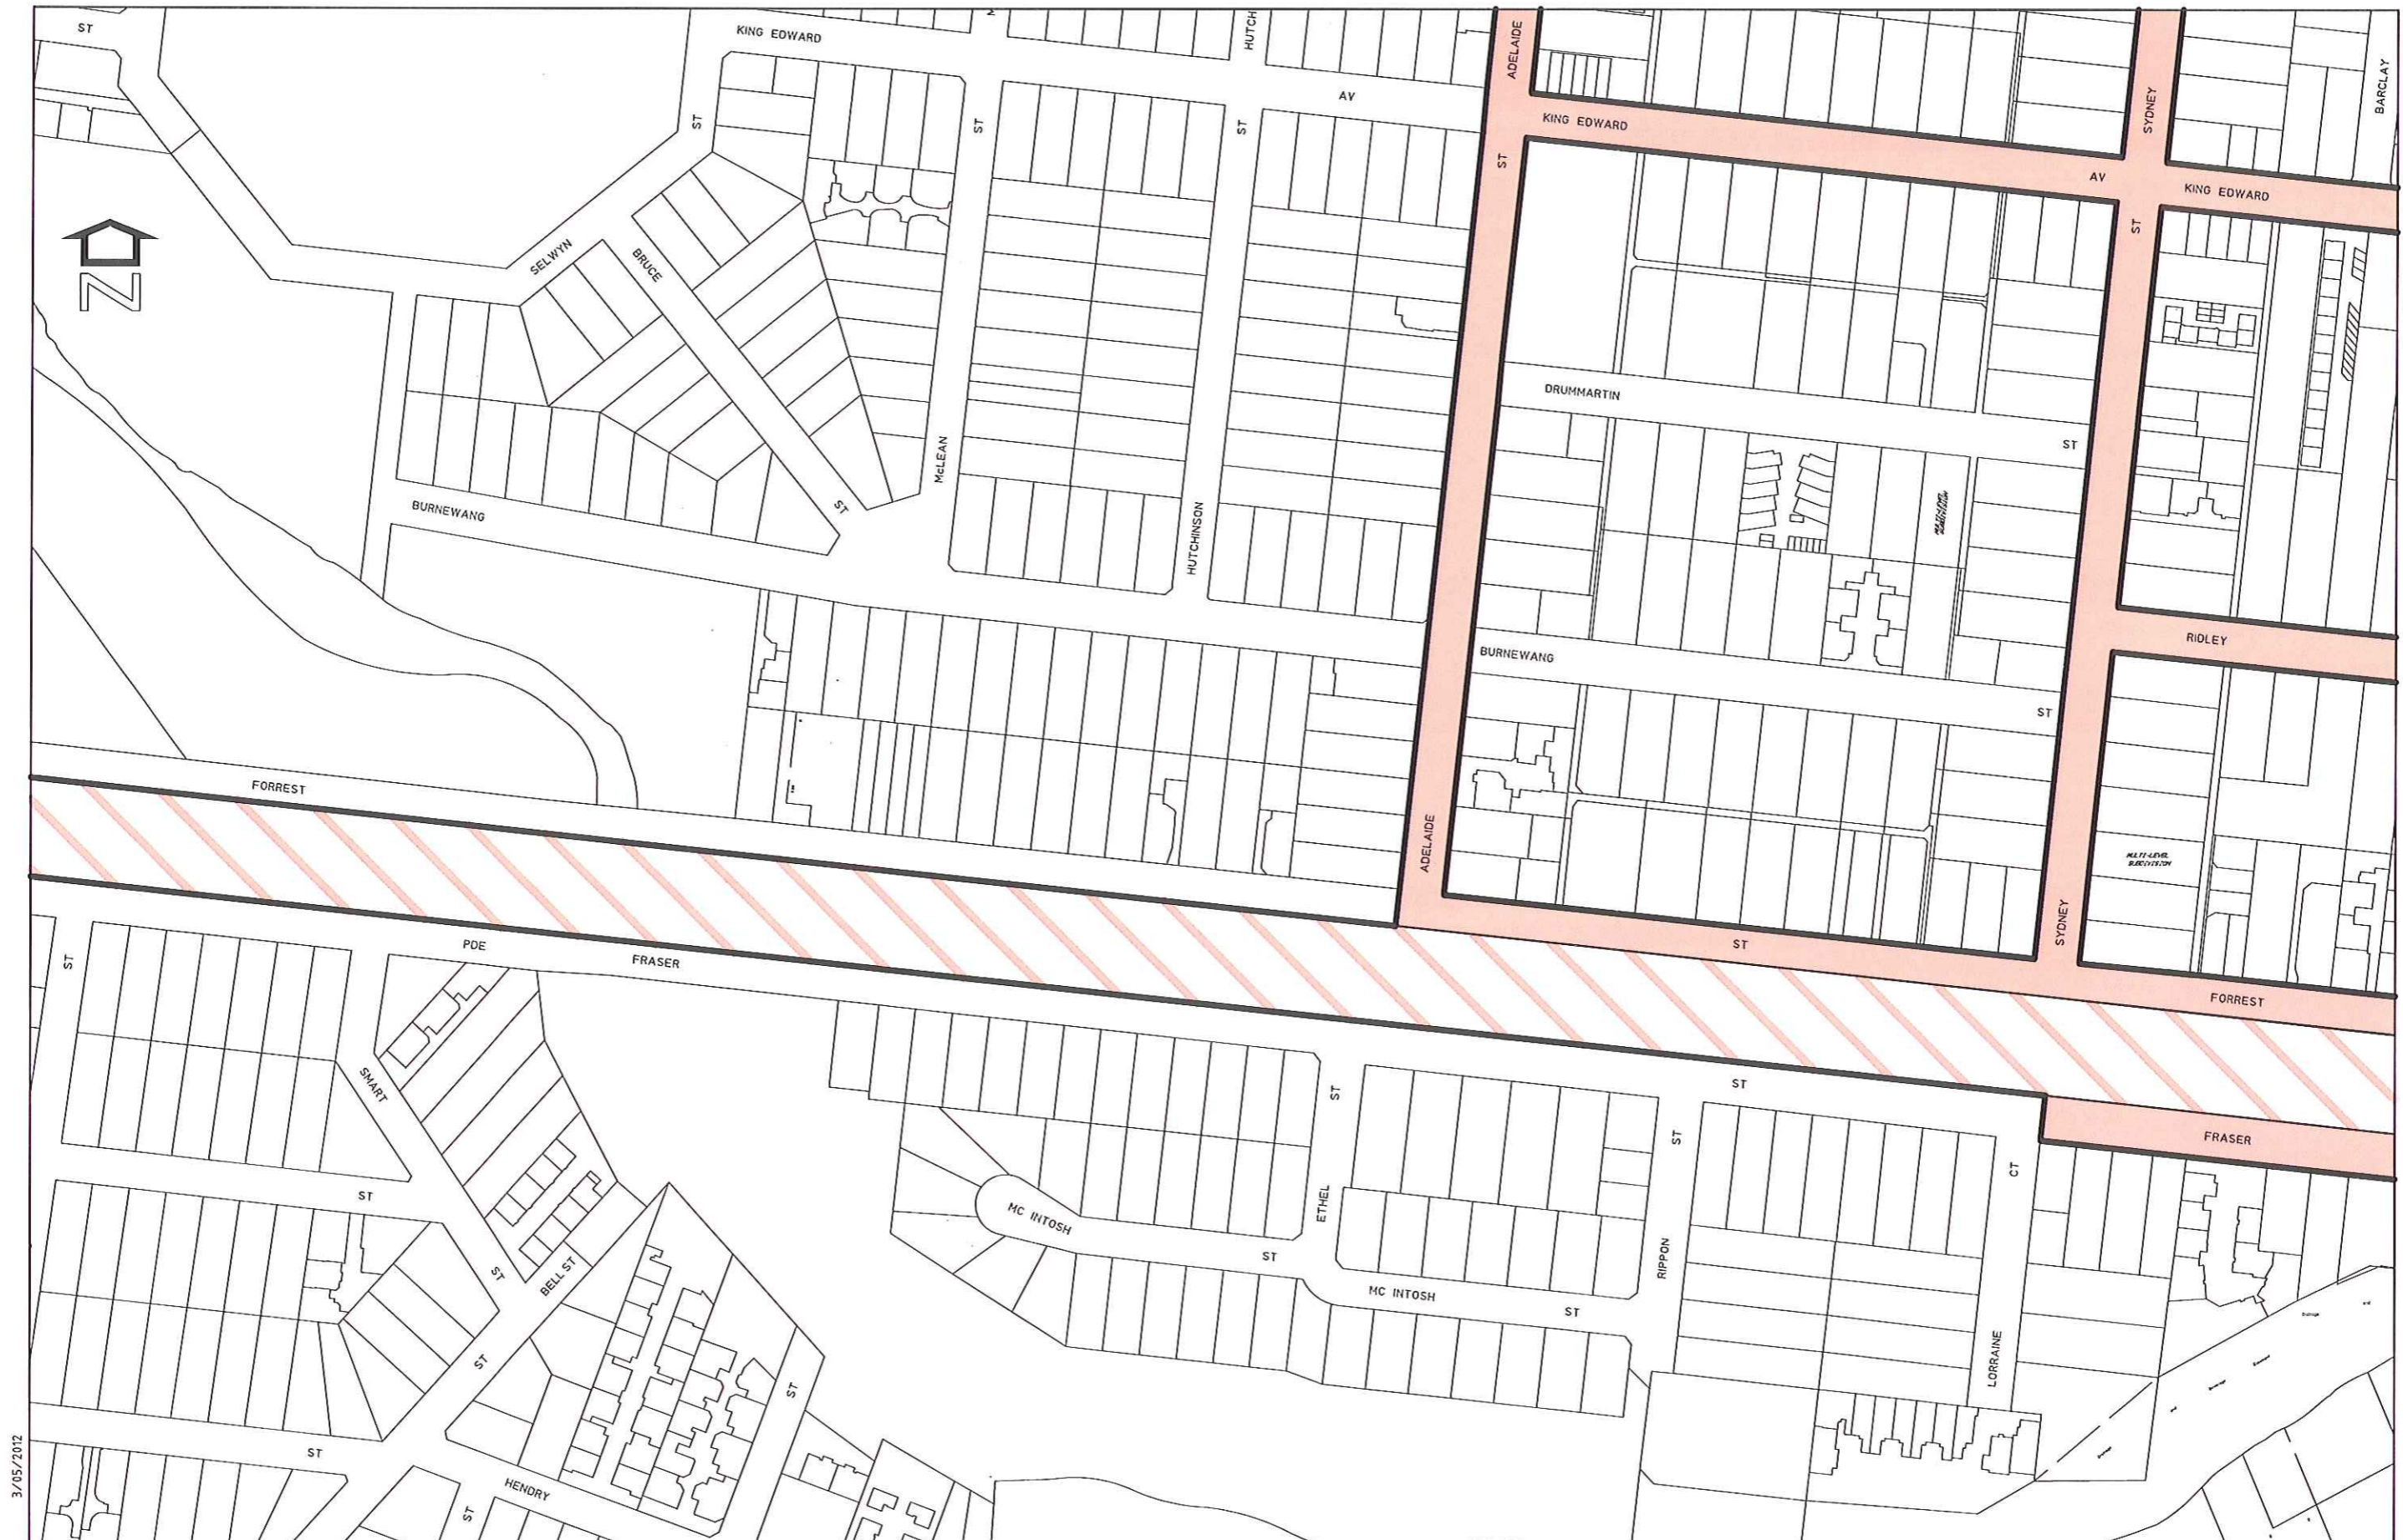 ST
KING EDWARD
HUTCH
ADELAIDE
SYDNEY
BARCLAY
ST
ST
ST
AV
KING EDWARD
ST
AV
KING EDWARD
ST
N
SELWYN
BRUCE
DRUMMARTIN
ST
McLEAN
BURNEWANG
ST
HUTCHINSON
BURNEWANG
ST
RIDLEY
FORREST
ADELAIDE
MULTI-LEVEL
SUBDIVISION
SYDNEY
ST
ST
PDE
FRASER
FORREST
SMART
ST
ST
ST
CT
FRASER
ST
ETHEL
MC INTOSH
ST
RIPPON
ST
BELL ST
MC INTOSH
ST
ST
ST
LORRAINE
ST
HENDRY
ST
3/05/2012